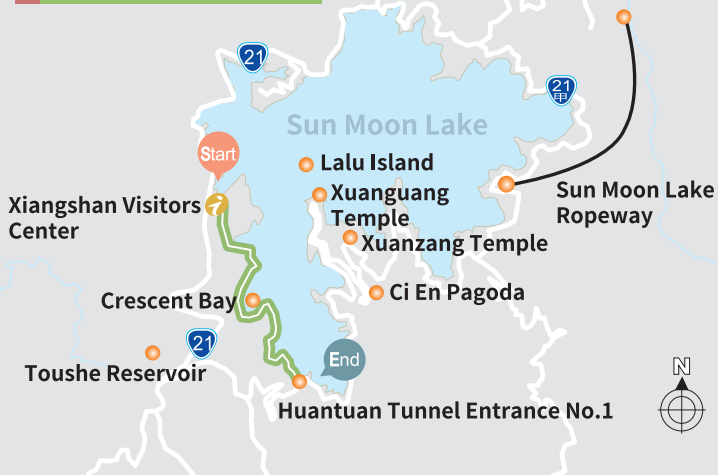 21
21
甲
Sun Moon Lake
Start
Lalu Island
Xuanguang
Temple
Sun Moon Lake
Ropeway
Xiangshan Visitors
Center
i
Xuanzang Temple
Ci En Pagoda
Crescent Bay
21
End
Toushe Reservoir
N
Huantuan Tunnel Entrance No.1